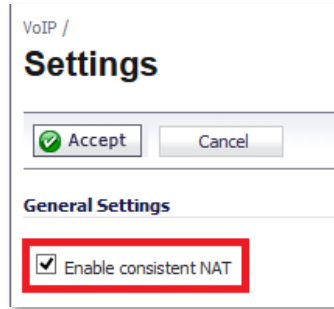 VoIP /
Settings
Accept Cancel
General Settings
Enable consistent NAT